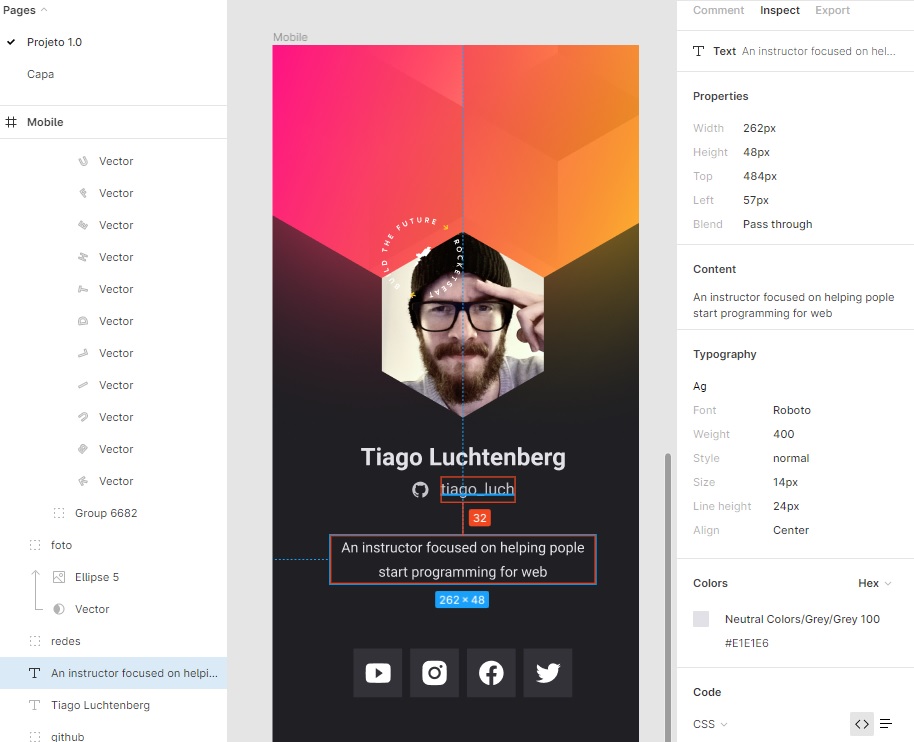 Pages
Projeto 1.0
Capa
Mobile
Vector
Vector
Vector
Vector
Vector
Vector
Vector
Vector
Vector
Vector
Vector
Group 6682
foto
Ellipse 5
Vector
redes
An instructor focused on helpi...
Tiago Luchtenberg
github
Mobile
BUILD THE FUTURE
ROCKETSEAT
Tiago Luchtenberg
tiago_luch
32
An instructor focused on helping pople
start programming for web
262 × 48
Comment Inspect Export
Text An instructor focused on hel...
Properties
Width 262px
Height 48px
Top 484px
Left 57px
Blend Pass through
Content
An instructor focused on helping pople
start programming for web
Typography
Ag
Font Roboto
Weight 400
Style normal
Size 14px
Line height 24px
Align Center
Colors Hex
Neutral Colors/Grey/Grey 100
#E1E1E6
Code
CSS